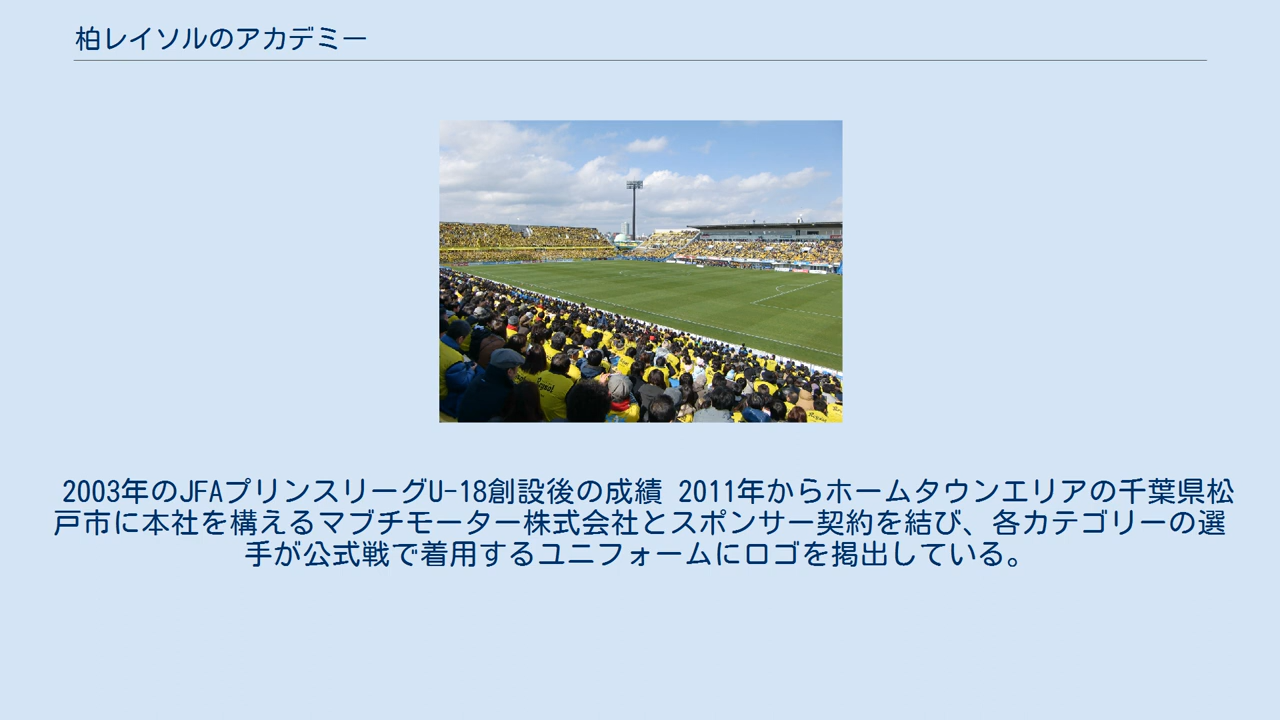 柏レイソルのアカデミー
2003年のJFAプリンスリーグU-18創設後の成績 2011年からホームタウンエリアの千葉県松
戸市に本社を構えるマブチモーター株式会社とスポンサー契約を結び、各カテゴリーの選
手が公式戦で着用するユニフォームにロゴを掲出している。